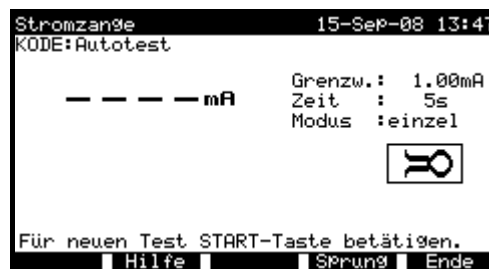 Stromzange 15-Sep-08 13:47
KODE:Autotest
Grenzw.: 1.00mA
– – – – mA Zeit : 5s
Modus :einzel
Für neuen Test START-Taste betätigen.
Hilfe Sprung Ende